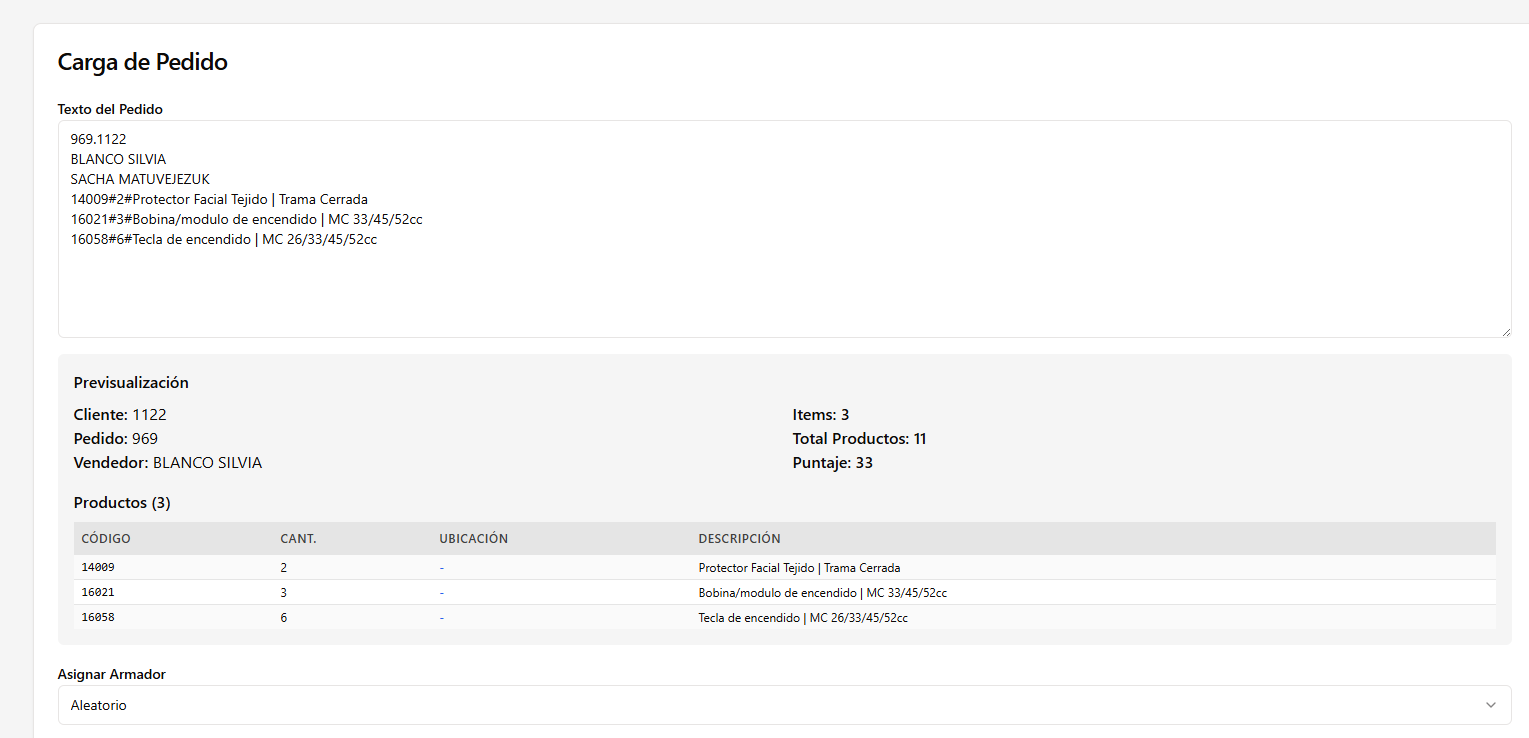 Carga de Pedido
Texto del Pedido
969.1122
BLANCO SILVIA
SACHA MATUVEJEZUK
14009#2#Protector Facial Tejido | Trama Cerrada
16021#3#Bobina/modulo de encendido | MC 33/45/52cc
16058#6#Tecla de encendido | MC 26/33/45/52cc
Previsualización
Cliente: 1122
Pedido: 969
Vendedor: BLANCO SILVIA
Items: 3
Total Productos: 11
Puntaje: 33
Productos (3)
CÓDIGO CANT. UBICACIÓN DESCRIPCIÓN
14009 2 - Protector Facial Tejido | Trama Cerrada
16021 3 - Bobina/modulo de encendido | MC 33/45/52cc
16058 6 - Tecla de encendido | MC 26/33/45/52cc
Asignar Armador
Aleatorio